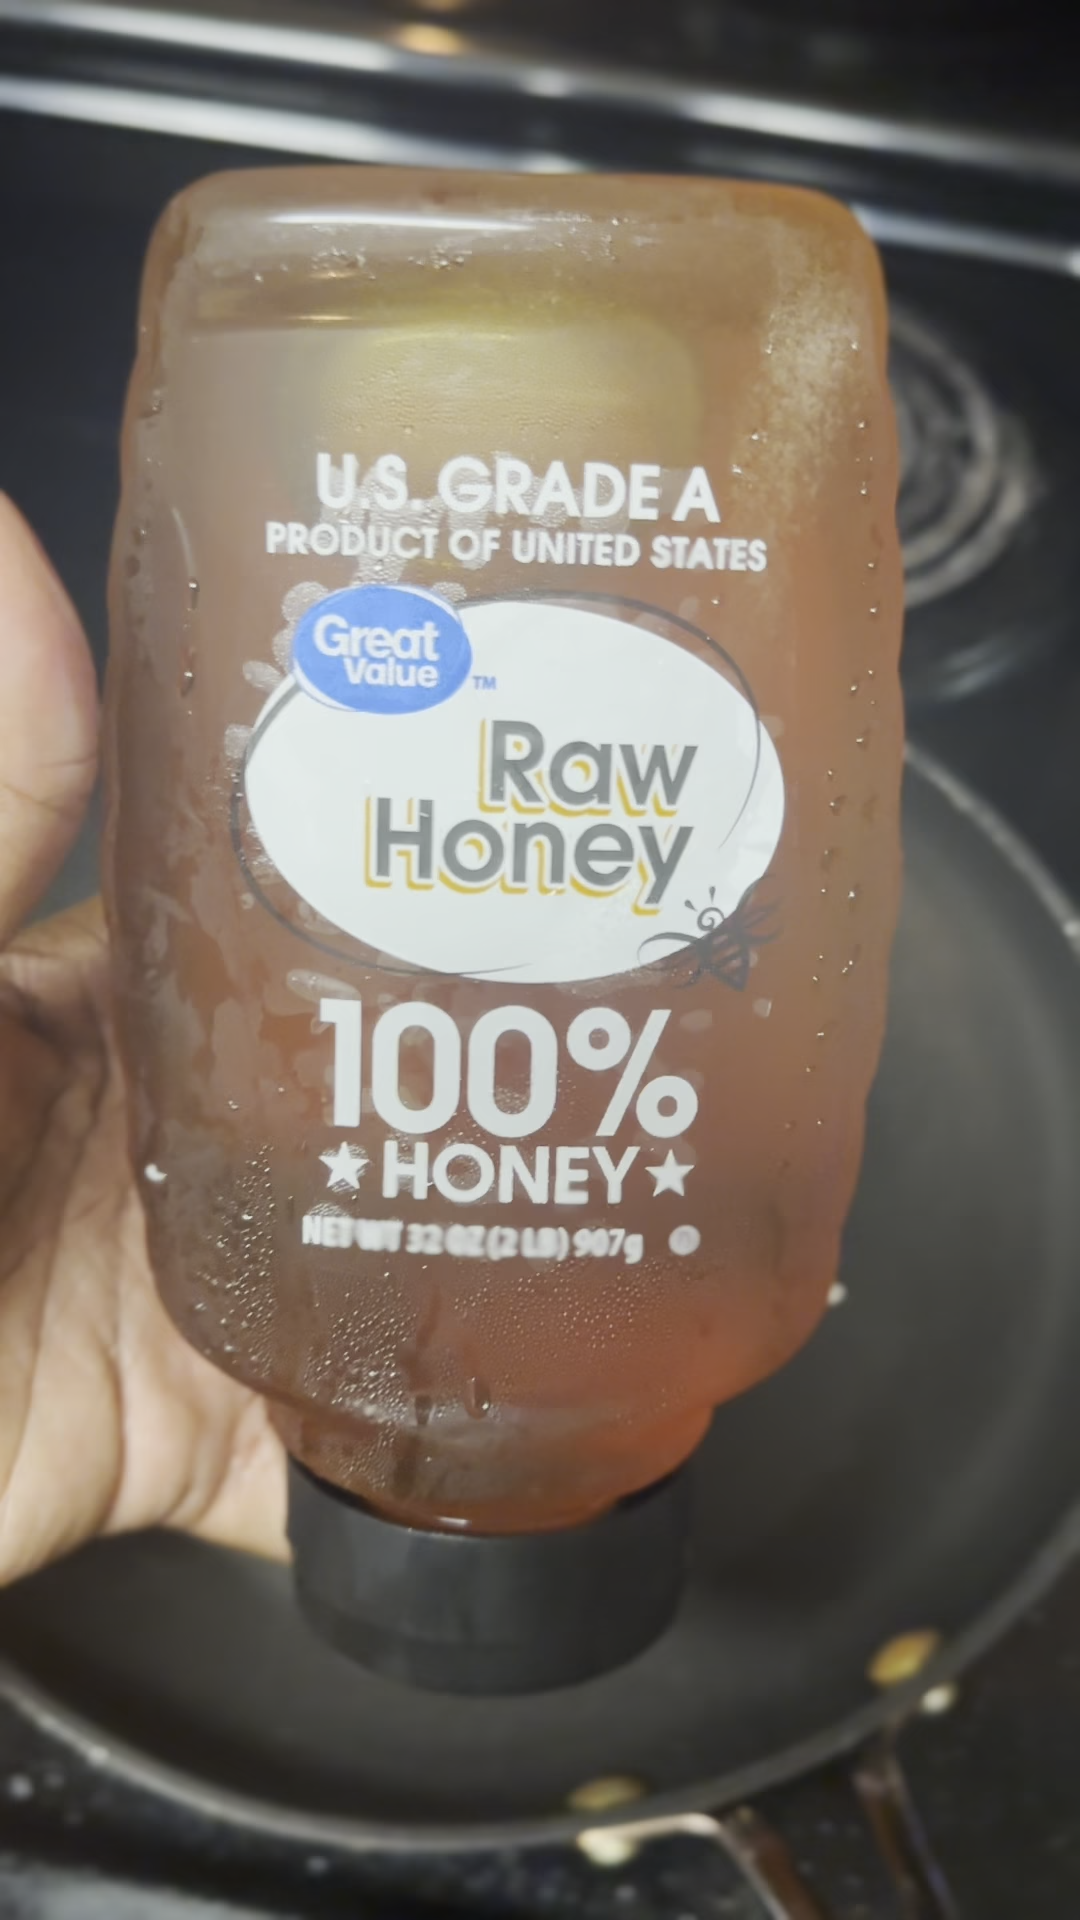 U.S. GRADE A
PRODUCT OF UNITED STATES
Great
Value
TM
Raw
Honey
100%
★ HONEY ★
NET WT 32 OZ (2 LB) 907g